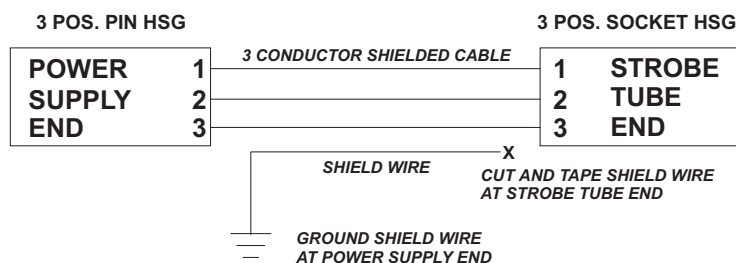 3 POS. PIN HSG
3 POS. SOCKET HSG
POWER 1
SUPPLY 2
END 3
3 CONDUCTOR SHIELDED CABLE
1 STROBE
2 TUBE
3 END
SHIELD WIRE
X
CUT AND TAPE SHIELD WIRE
AT STROBE TUBE END
GROUND SHIELD WIRE
AT POWER SUPPLY END